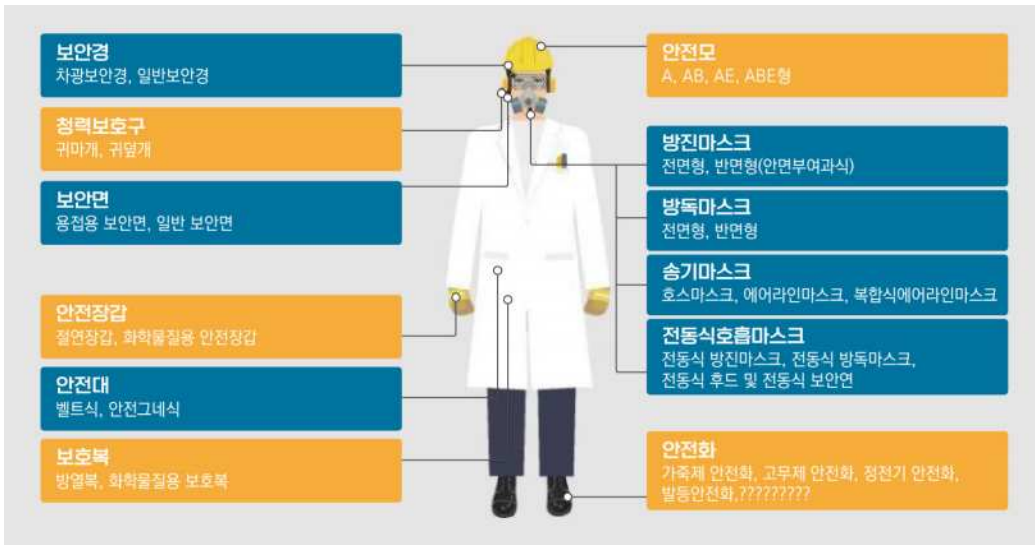 보안경
차광보안경, 일반보안경
청력보호구
귀마개, 귀덮개
보안면
용접용 보안면, 일반 보안면
안전장갑
절연장갑, 화학물질용 안전장갑
안전대
벨트식, 안전그네식
보호복
방열복, 화학물질용 보호복
안전모
A, AB, AE, ABE형
방진마스크
전면형, 반면형(안면부여과식)
방독마스크
전면형, 반면형
송기마스크
호스마스크, 에어라인마스크, 복합식에어라인마스크
전동식호흡마스크
전동식 방진마스크, 전동식 방독마스크,
전동식 후드 및 전동식 보안연
안전화
가죽제 안전화, 고무제 안전화, 정전기 안전화,
발등안전화,?????????